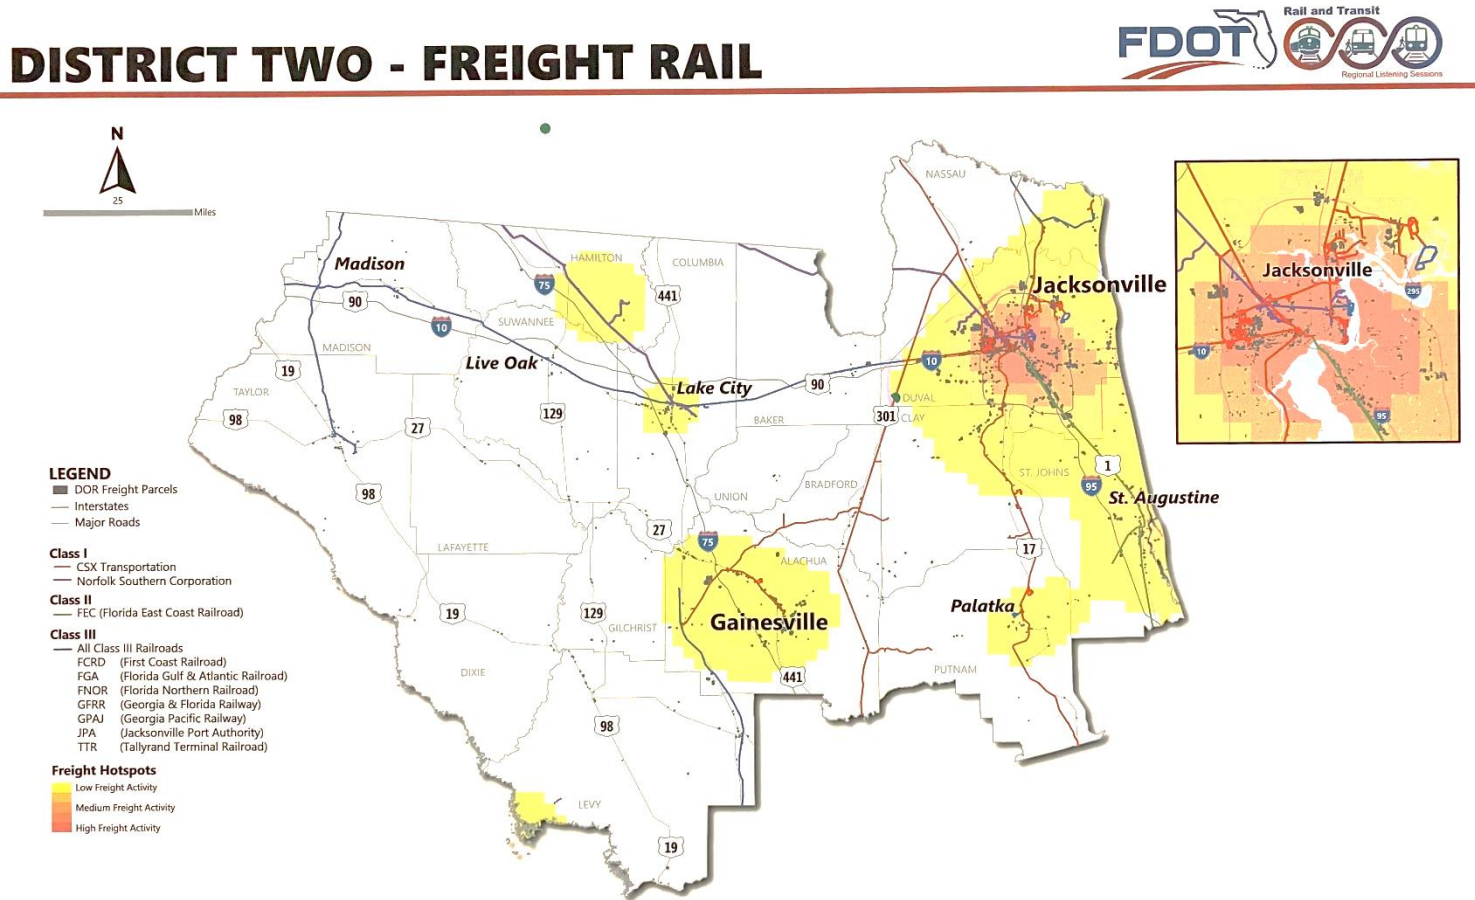 DISTRICT TWO - FREIGHT RAIL
FDOT
Rail and Transit
Regional Listening Sessions
N
25
Miles
NASSAU
HAMILTON
COLUMBIA
Madison
75
441
Jacksonville
90
10
SUWANNEE
MADISON
Live Oak
19
TAYLOR
98
27
129
Lake City
90
10
BAKER
301
DUVAL
CLAY
98
UNION
BRADFORD
ST. JOHNS
1
95
St. Augustine
27
75
17
LAFAYETTE
ALACHUA
19
129
GILCHRIST
Gainesville
Palatka
DIXIE
441
PUTNAM
98
LEVY
19
Jacksonville
295
10
95
LEGEND
DOR Freight Parcels
Interstates
Major Roads
Class I
CSX Transportation
Norfolk Southern Corporation
Class II
FEC (Florida East Coast Railroad)
Class III
All Class III Railroads
FCRD (First Coast Railroad)
FGA (Florida Gulf & Atlantic Railroad)
FNOR (Florida Northern Railroad)
GFRR (Georgia & Florida Railway)
GPAJ (Georgia Pacific Railway)
JPA (Jacksonville Port Authority)
TTR (Tallyrand Terminal Railroad)
Freight Hotspots
Low Freight Activity
Medium Freight Activity
High Freight Activity